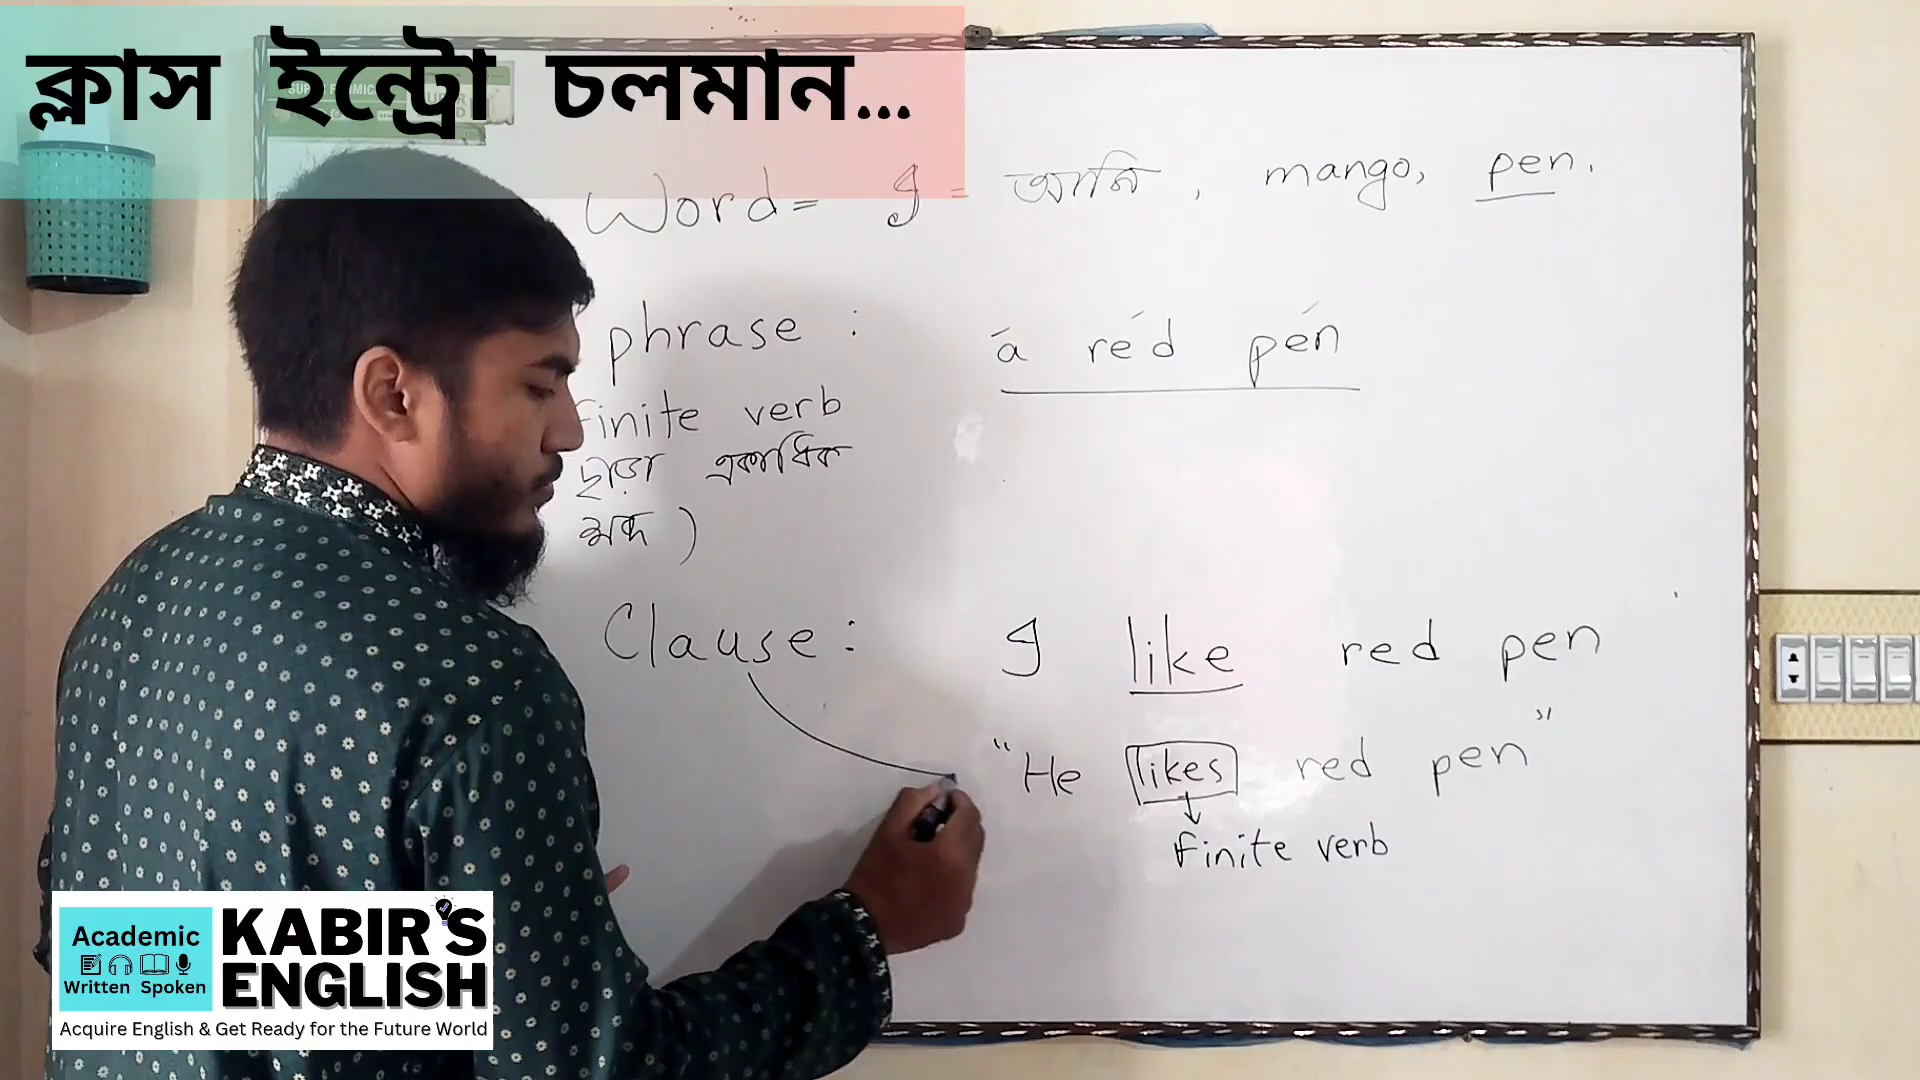 ক্লাস ইন্ট্রো চলমান...
Word = I = আমি , mango, pen.
phrase : a red pen
finite verb
ছাড়া একাধিক
শব্দ )
Clause : I like red pen
"He likes red pen"
finite verb
Academic
Written Spoken
KABIR'S
ENGLISH
Acquire English & Get Ready for the Future World